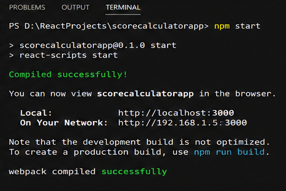 PROBLEMS OUTPUT TERMINAL
PS D:\ReactProjects\scorecalculatorapp> npm start
> scorecalculatorapp@0.1.0 start
> react-scripts start
Compiled successfully!
You can now view scorecalculatorapp in the browser.
Local: http://localhost:3000
On Your Network: http://192.168.1.5:3000
Note that the development build is not optimized.
To create a production build, use npm run build.
webpack compiled successfully